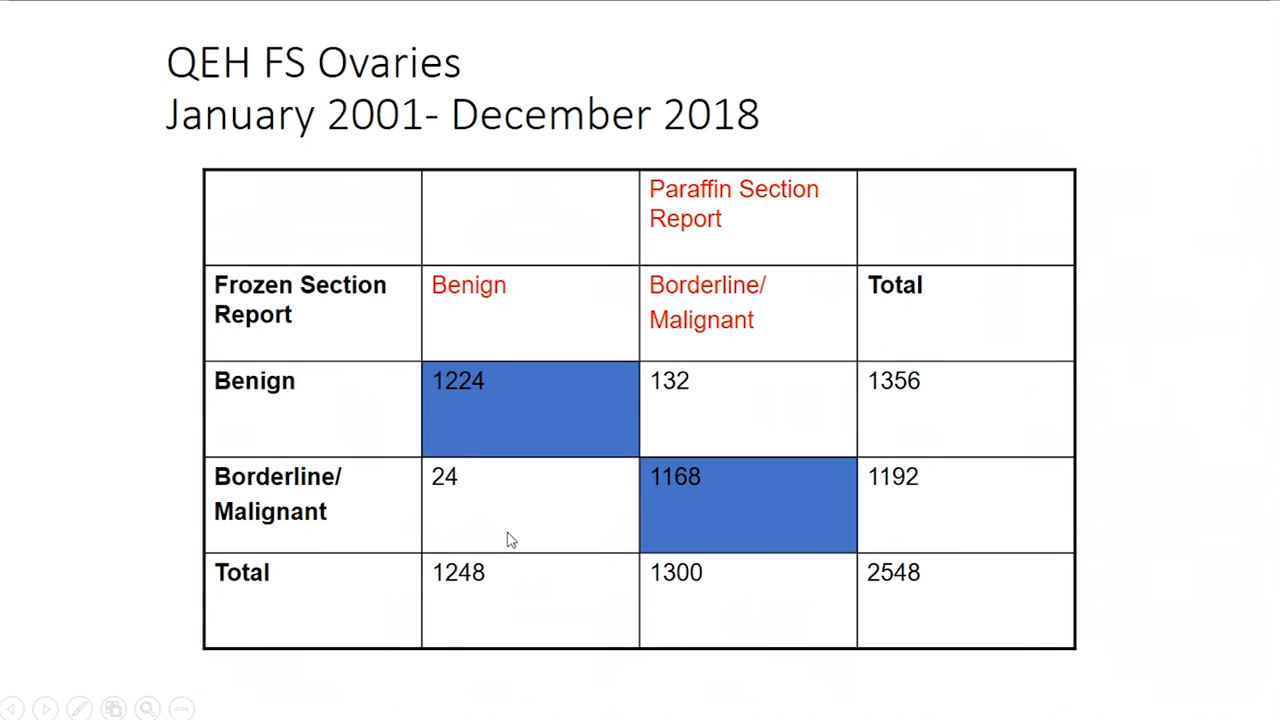 QEH FS Ovaries
January 2001- December 2018
Paraffin Section
Report
Frozen Section
Report
Benign
Borderline/
Malignant
Total
Benign
1224
132
1356
Borderline/
Malignant
24
1168
1192
Total
1248
1300
2548